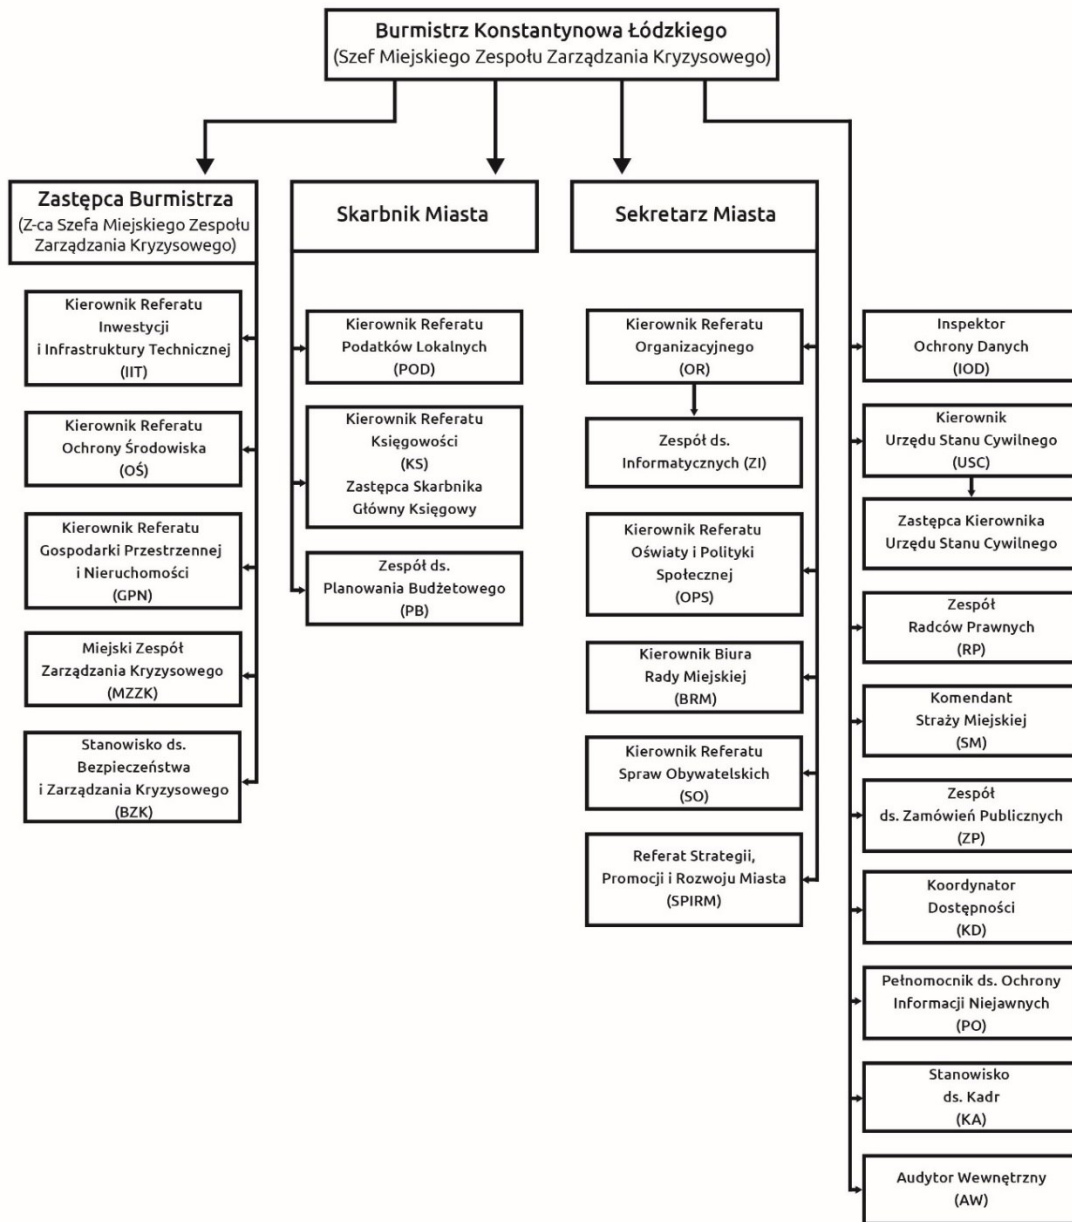 Burmistrz Konstantynowa Łódzkiego
(Szef Miejskiego Zespołu Zarządzania Kryzysowego)
Zastępca Burmistrza
(Z-ca Szefa Miejskiego Zespołu
Zarządzania Kryzysowego)
Kierownik Referatu
Inwestycji
i Infrastruktury Technicznej
(IIT)
Kierownik Referatu
Ochrony Środowiska
(OŚ)
Kierownik Referatu
Gospodarki Przestrzennej
i Nieruchomości
(GPN)
Miejski Zespół
Zarządzania Kryzysowego
(MZZK)
Stanowisko ds.
Bezpieczeństwa
i Zarządzania Kryzysowego
(BZK)
Skarbnik Miasta
Kierownik Referatu
Podatków Lokalnych
(POD)
Kierownik Referatu
Księgowości
(KS)
Zastępca Skarbnika
Główny Księgowy
Zespół ds.
Planowania Budżetowego
(PB)
Sekretarz Miasta
Kierownik Referatu
Organizacyjnego
(OR)
Zespół ds.
Informatycznych (ZI)
Kierownik Referatu
Oświaty i Polityki
Społecznej
(OPS)
Kierownik Biura
Rady Miejskiej
(BRM)
Kierownik Referatu
Spraw Obywatelskich
(SO)
Referat Strategii,
Promocji i Rozwoju Miasta
(SPIRM)
Inspektor
Ochrony Danych
(IOD)
Kierownik
Urzędu Stanu Cywilnego
(USC)
Zastępca Kierownika
Urzędu Stanu Cywilnego
Zespół
Radców Prawnych
(RP)
Komendant
Straży Miejskiej
(SM)
Zespół
ds. Zamówień Publicznych
(ZP)
Koordynator
Dostępności
(KD)
Pełnomocnik ds. Ochrony
Informacji Niejawnych
(PO)
Stanowisko
ds. Kadr
(KA)
Audytor Wewnętrzny
(AW)